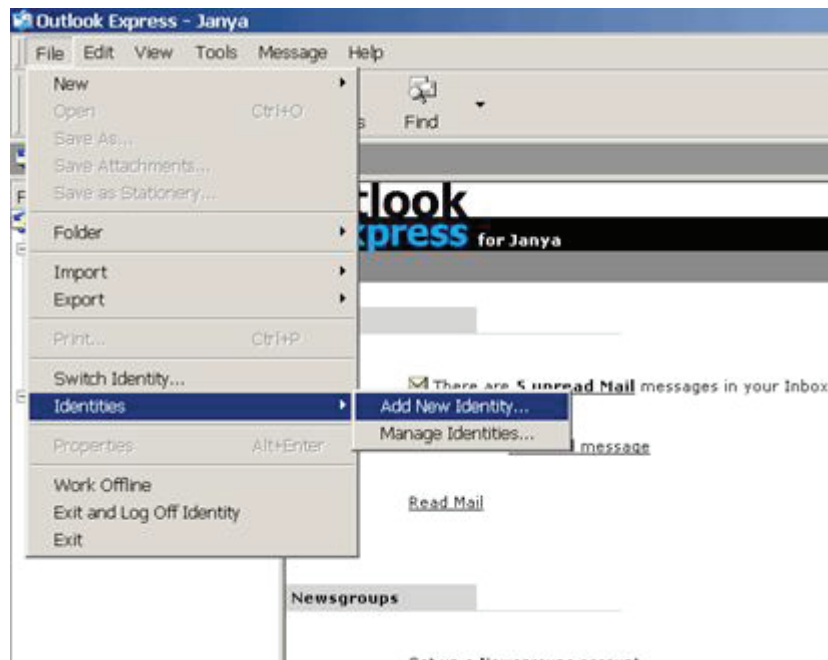 Outlook Express - Janya
File Edit View Tools Message Help
New
Open Ctrl+O
Save As...
Save Attachments...
Save as Stationery...
Folder
Import
Export
Print... Ctrl+P
Switch Identity...
Identities
Properties Alt+Enter
Work Offline
Exit and Log Off Identity
Exit
Add New Identity...
Manage Identities...
Find
tlook
xpress for Janya
There are 5 unread Mail messages in your Inbox
message
Read Mail
Newsgroups